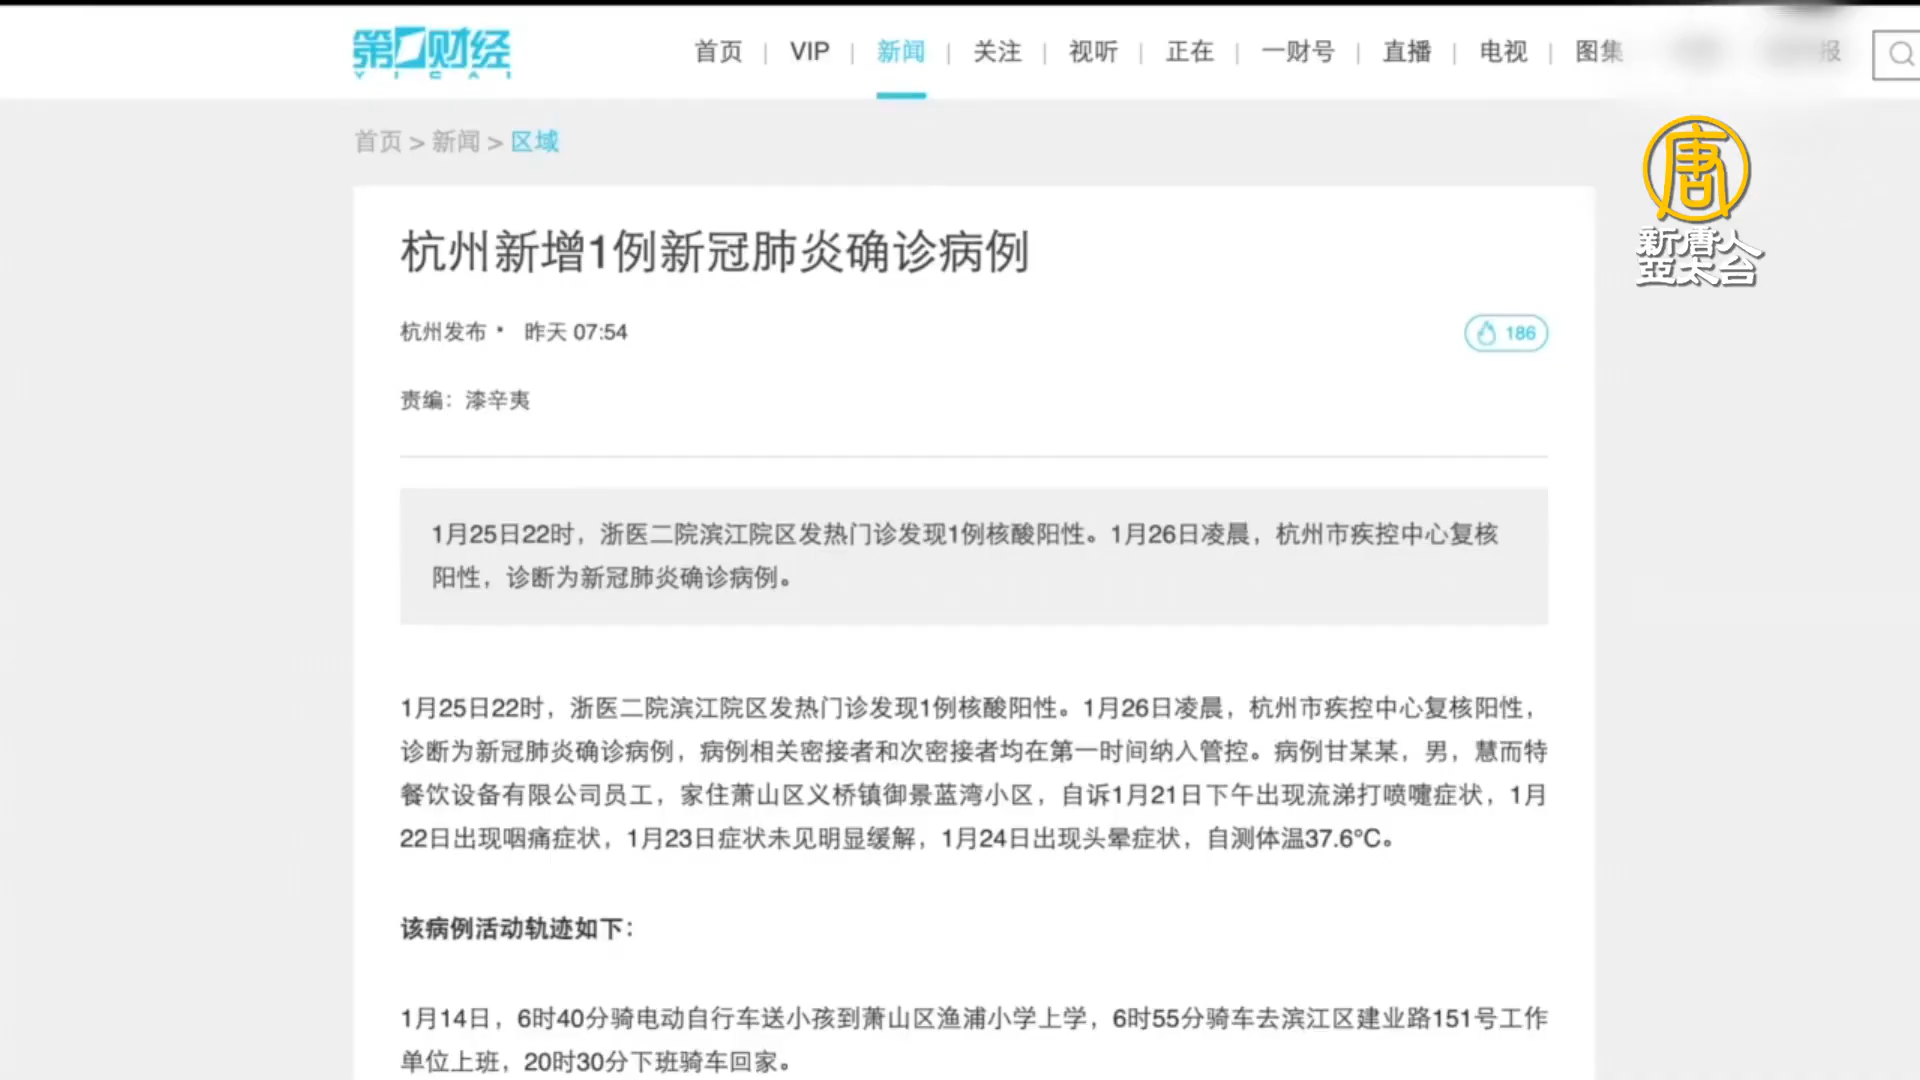 第一财经
YICAI
首页 | VIP | 新闻 | 关注 | 视听 | 正在 | 一财号 | 直播 | 电视 | 图集
报
首页 > 新闻 > 区域
唐
新唐人
亞太台
杭州新增1例新冠肺炎确诊病例
杭州发布 · 昨天 07:54
186
责编：漆辛夷
1月25日22时，浙医二院滨江院区发热门诊发现1例核酸阳性。1月26日凌晨，杭州市疾控中心复核
阳性，诊断为新冠肺炎确诊病例。
1月25日22时，浙医二院滨江院区发热门诊发现1例核酸阳性。1月26日凌晨，杭州市疾控中心复核阳性，
诊断为新冠肺炎确诊病例，病例相关密接者和次密接者均在第一时间纳入管控。病例甘某某，男，慧而特
餐饮设备有限公司员工，家住萧山区义桥镇御景蓝湾小区，自诉1月21日下午出现流涕打喷嚏症状，1月
22日出现咽痛症状，1月23日症状未见明显缓解，1月24日出现头晕症状，自测体温37.6°C。
该病例活动轨迹如下：
1月14日，6时40分骑电动自行车送小孩到萧山区渔浦小学上学，6时55分骑车去滨江区建业路151号工作
单位上班，20时30分下班骑车回家。